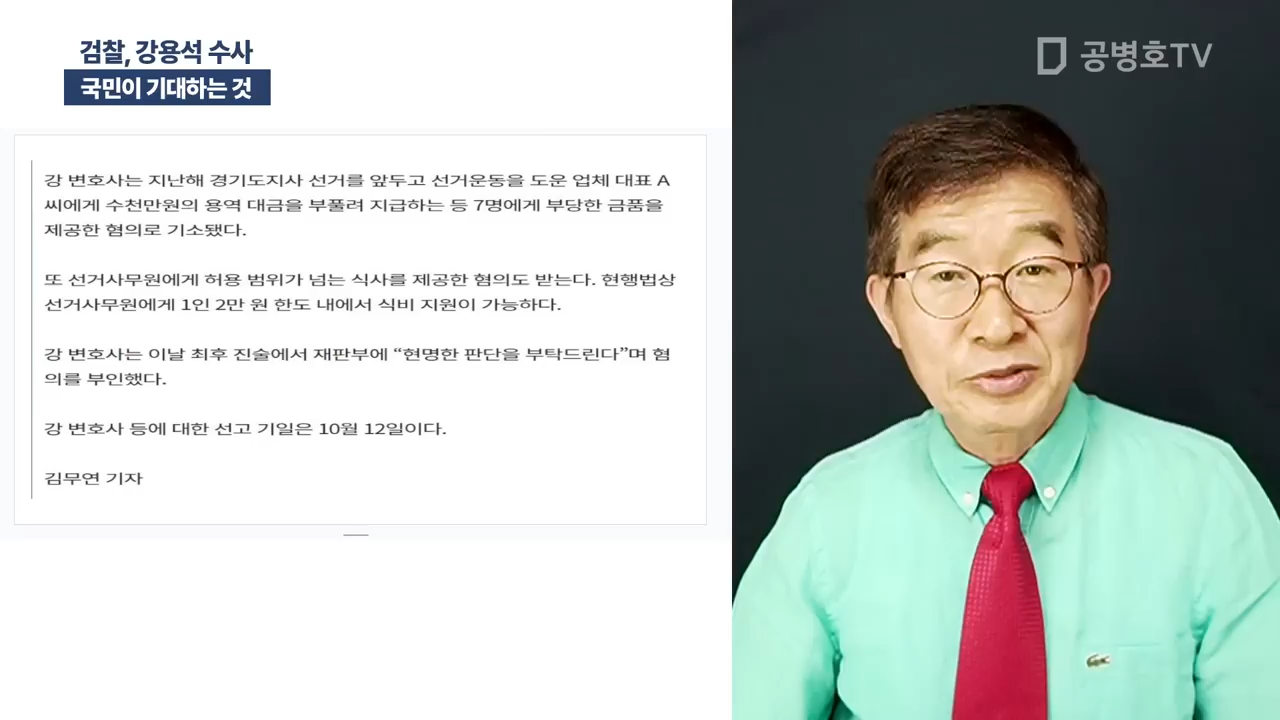 검찰, 강용석 수사
국민이 기대하는 것
공병호TV
강 변호사는 지난해 경기도지사 선거를 앞두고 선거운동을 도운 업체 대표 A
씨에게 수천만원의 용역 대금을 부풀려 지급하는 등 7명에게 부당한 금품을
제공한 혐의로 기소됐다.
또 선거사무원에게 허용 범위가 넘는 식사를 제공한 혐의도 받는다. 현행법상
선거사무원에게 1인 2만 원 한도 내에서 식비 지원이 가능하다.
강 변호사는 이날 최후 진술에서 재판부에 “현명한 판단을 부탁드린다”며 혐
의를 부인했다.
강 변호사 등에 대한 선고 기일은 10월 12일이다.
김무연 기자